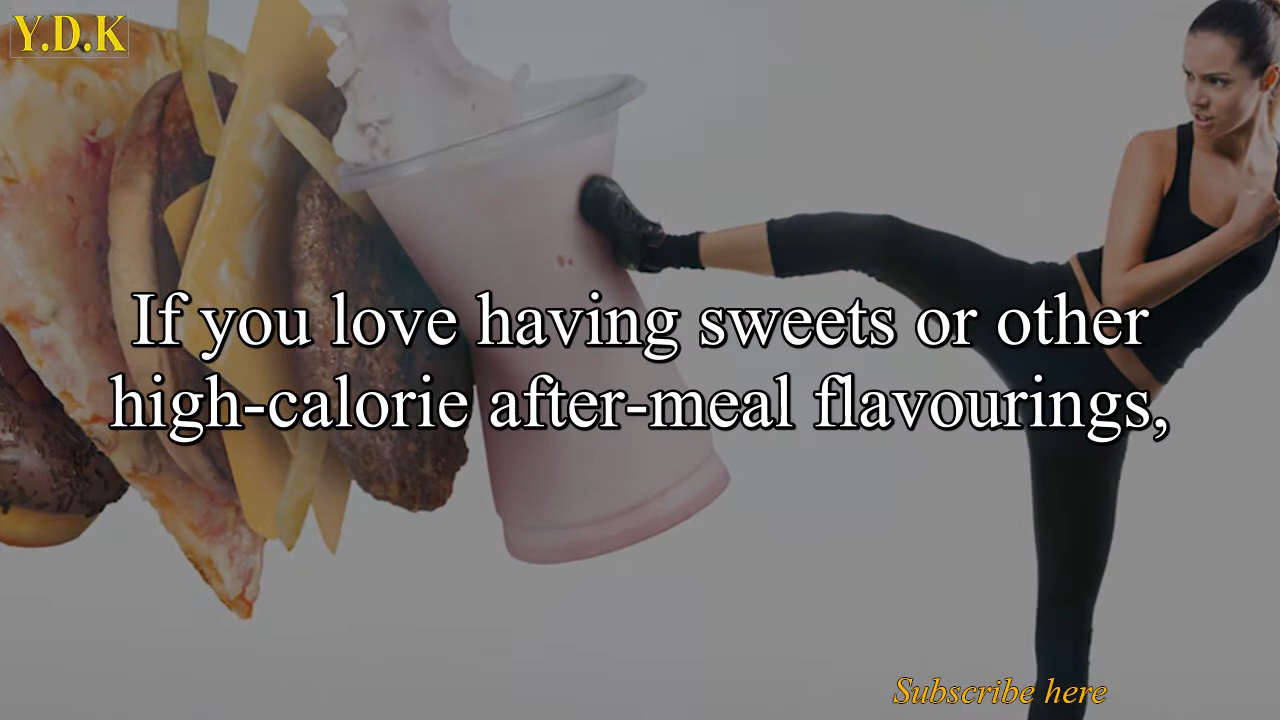 Y.D.K
If you love having sweets or other
high-calorie after-meal flavourings,
Subscribe here